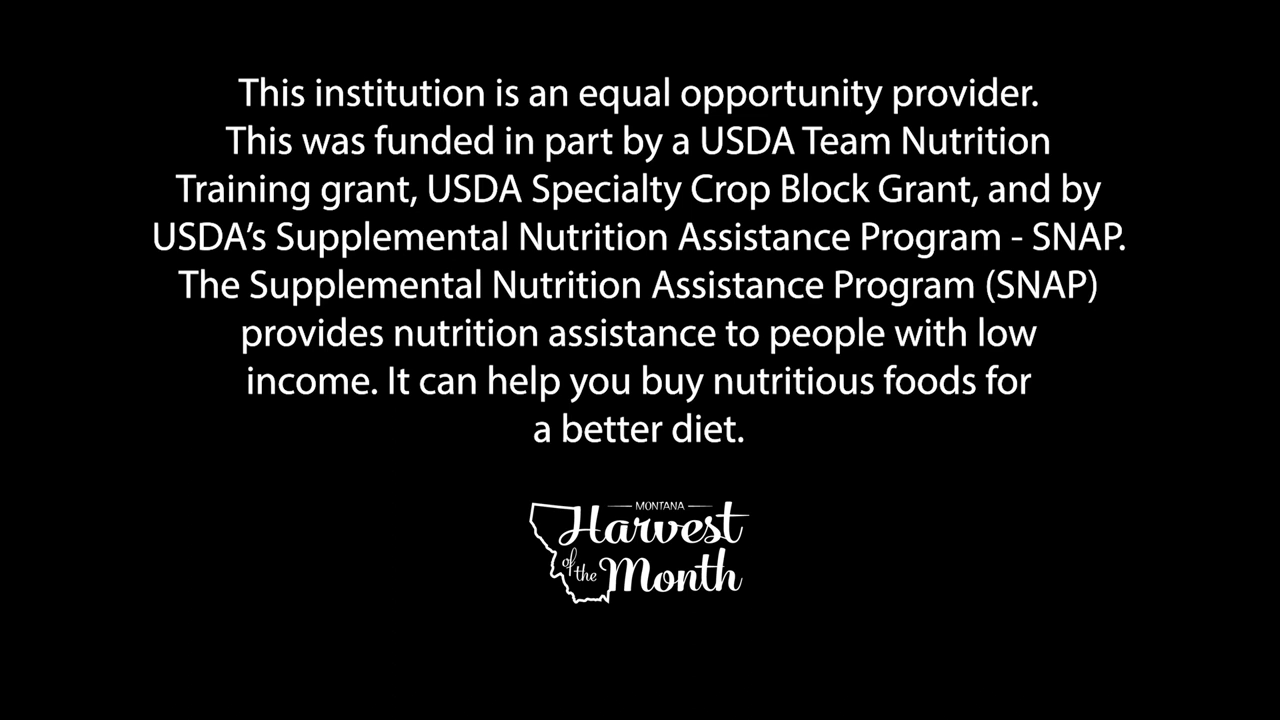 This institution is an equal opportunity provider.
This was funded in part by a USDA Team Nutrition
Training grant, USDA Specialty Crop Block Grant, and by
USDA’s Supplemental Nutrition Assistance Program - SNAP.
The Supplemental Nutrition Assistance Program (SNAP)
provides nutrition assistance to people with low
income. It can help you buy nutritious foods for
a better diet.
MONTANA
Harvest
of the Month